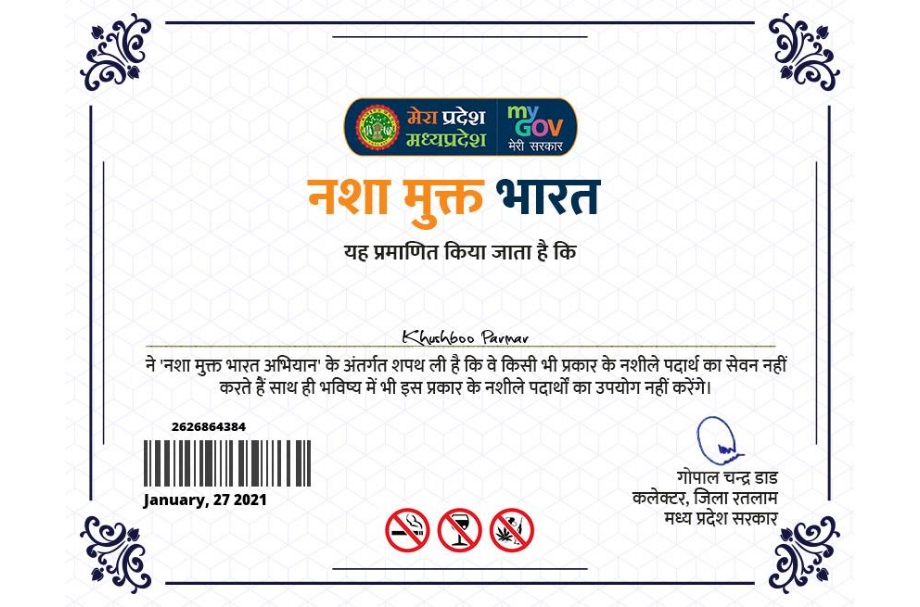 मेरा प्रदेश
मध्यप्रदेश
my
GOV
मेरी सरकार
नशा मुक्त भारत
यह प्रमाणित किया जाता है कि
Khushboo Parmar
ने 'नशा मुक्त भारत अभियान' के अंतर्गत शपथ ली है कि वे किसी भी प्रकार के नशीले पदार्थ का सेवन नहीं
करते हैं साथ ही भविष्य में भी इस प्रकार के नशीले पदार्थों का उपयोग नहीं करेंगे।
2626864384
January, 27 2021
गोपाल चन्द्र डाड
कलेक्टर, जिला रतलाम
मध्य प्रदेश सरकार